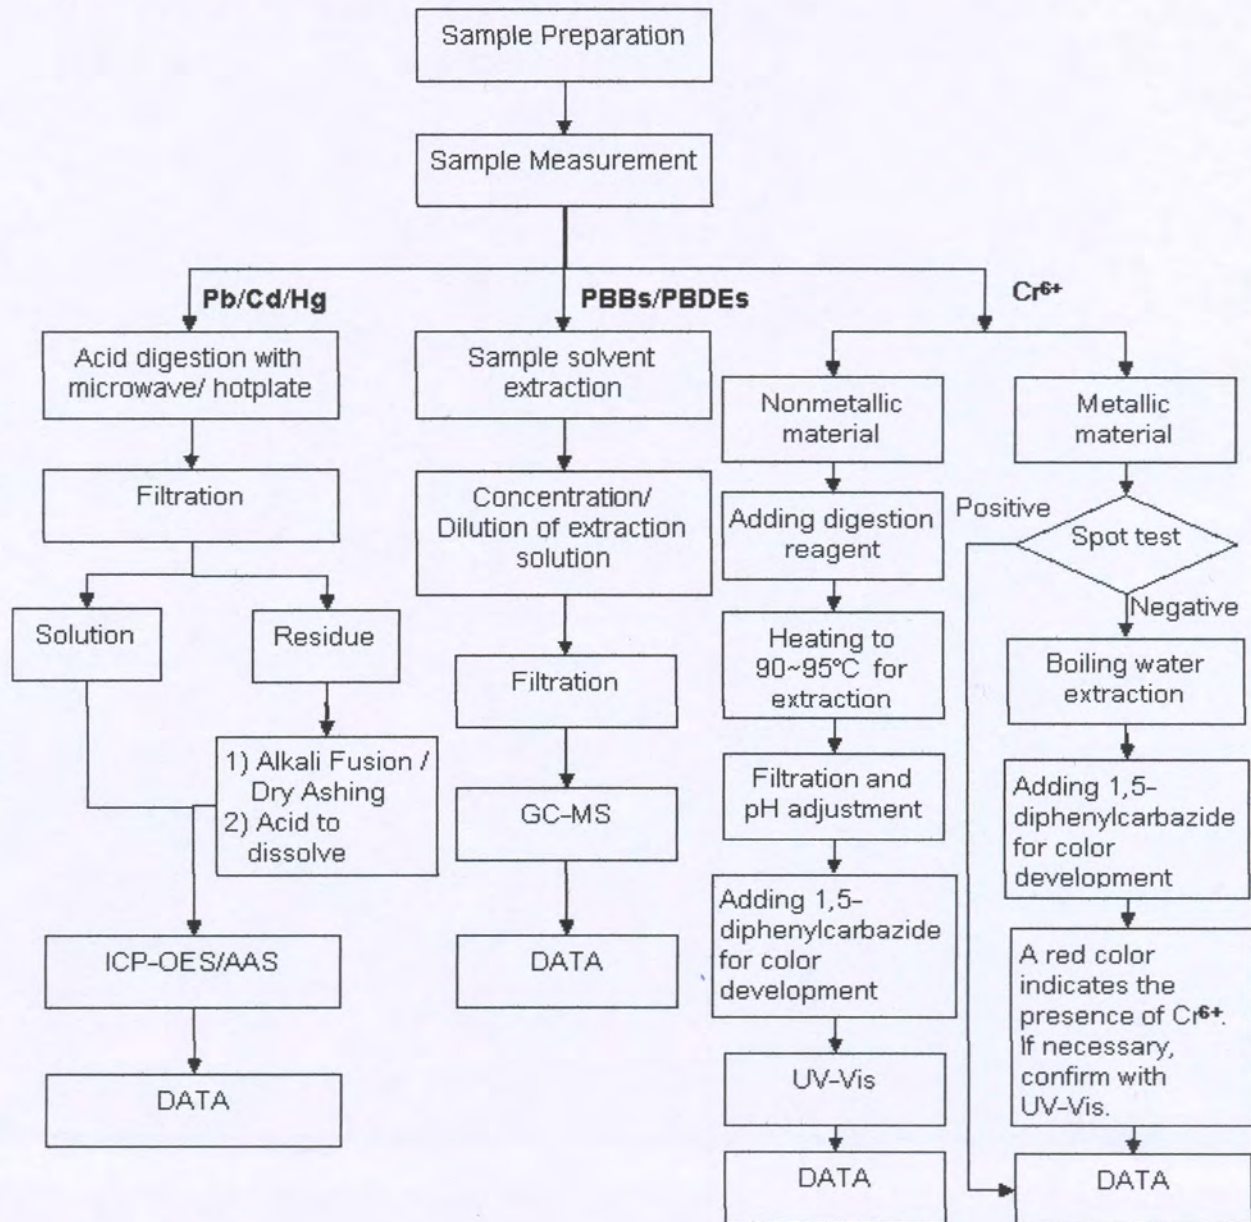 Sample Preparation
Sample Measurement
Pb/Cd/Hg
PBBs/PBDEs
Cr⁶⁺
Acid digestion with
microwave/ hotplate
Filtration
Solution
Residue
1) Alkali Fusion /
Dry Ashing
2) Acid to
dissolve
ICP-OES/AAS
DATA
Sample solvent
extraction
Concentration/
Dilution of extraction
solution
Filtration
GC-MS
DATA
Nonmetallic
material
Adding digestion
reagent
Heating to
90~95°C for
extraction
Filtration and
pH adjustment
Adding 1,5-
diphenylcarbazide
for color
development
UV-Vis
DATA
Metallic
material
Positive
Spot test
Negative
Boiling water
extraction
Adding 1,5-
diphenylcarbazide
for color
development
A red color
indicates the
presence of Cr⁶⁺.
If necessary,
confirm with
UV-Vis.
DATA